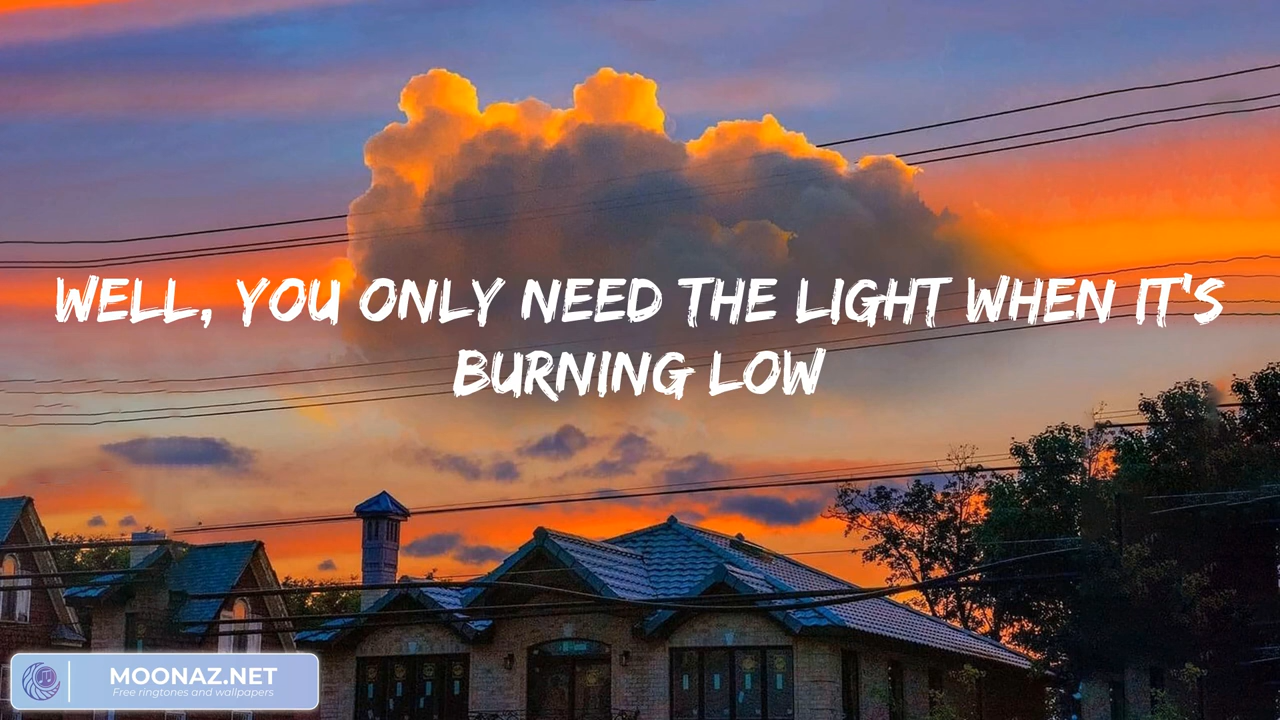 WELL, YOU ONLY NEED THE LIGHT WHEN IT'S
BURNING LOW
MOONAZ.NET
Free ringtones and wallpapers